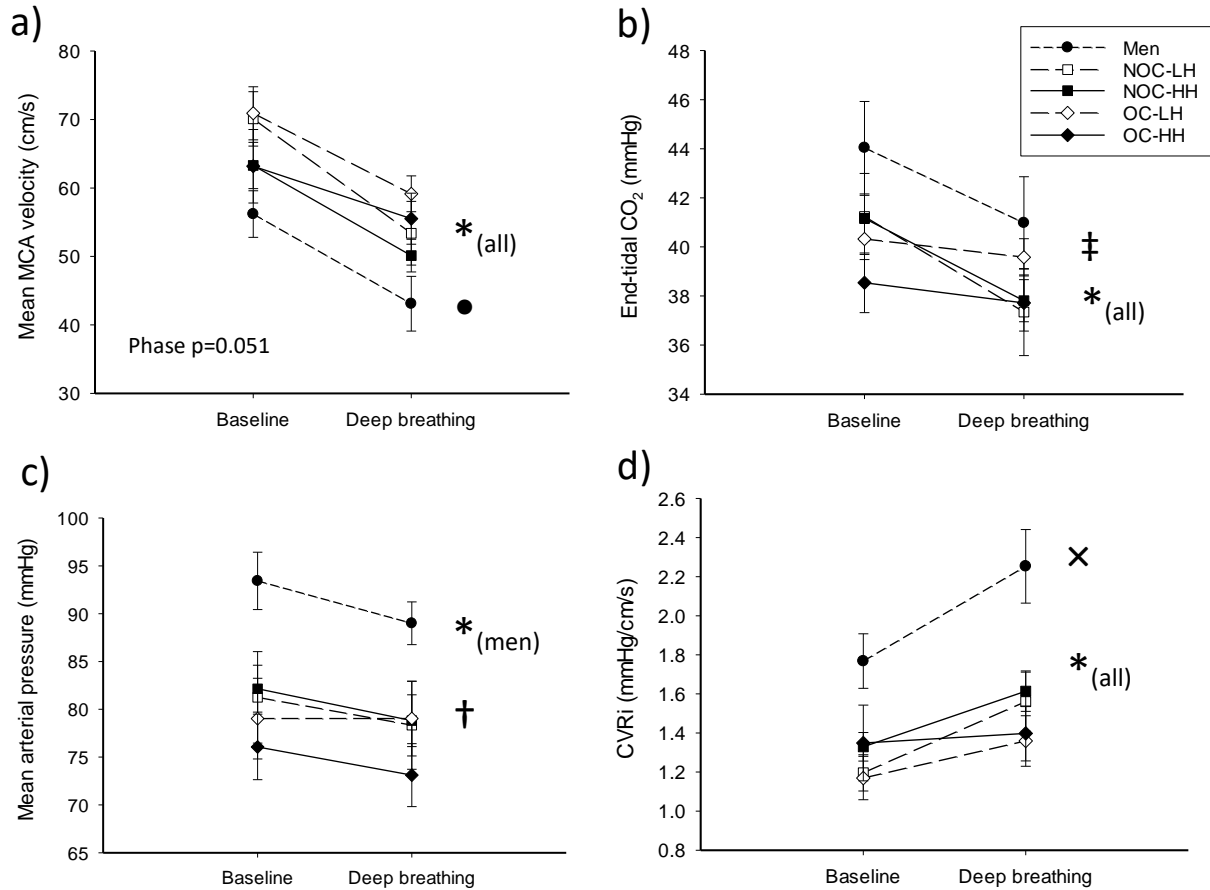 a)
80
70
60
50
40
30
Mean MCA velocity (cm/s)
*(all)
●
Phase p=0.051
Baseline
Deep breathing
b)
Men
NOC-LH
NOC-HH
OC-LH
OC-HH
48
46
44
42
40
38
36
34
End-tidal CO₂ (mmHg)
‡
*(all)
Baseline
Deep breathing
c)
100
95
90
85
80
75
70
65
Mean arterial pressure (mmHg)
*(men)
†
Baseline
Deep breathing
d)
2.6
2.4
2.2
2.0
1.8
1.6
1.4
1.2
1.0
0.8
CVRi (mmHg/cm/s)
×
*(all)
Baseline
Deep breathing